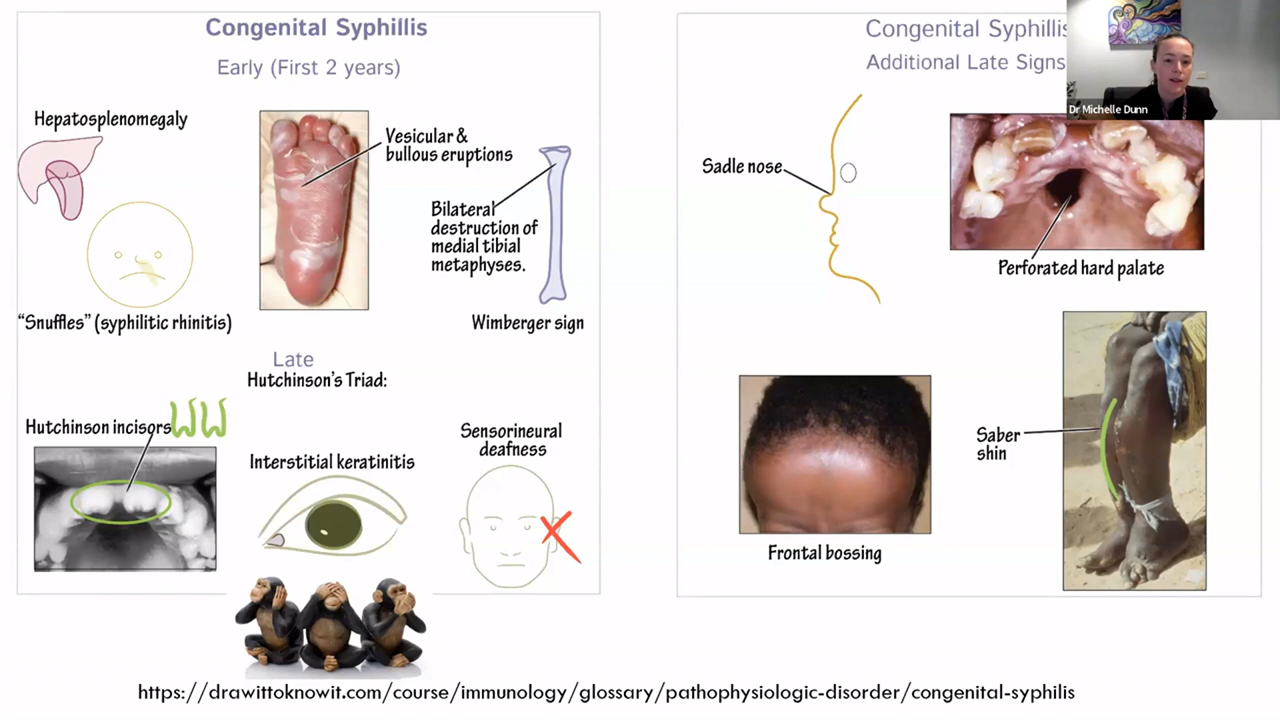 Congenital Syphillis
Early (First 2 years)
Hepatosplenomegaly
Vesicular &
bullous eruptions
Bilateral
destruction of
medial tibial
metaphyses.
"Snuffles" (syphilitic rhinitis)
Wimberger sign
Late
Hutchinson's Triad:
Hutchinson incisors
Interstitial keratinitis
Sensorineural
deafness
Congenital Syphillis
Additional Late Signs
Dr Michelle Dunn
Sadle nose
Perforated hard palate
Frontal bossing
Saber
shin
https://drawittoknowit.com/course/immunology/glossary/pathophysiologic-disorder/congenital-syphilis